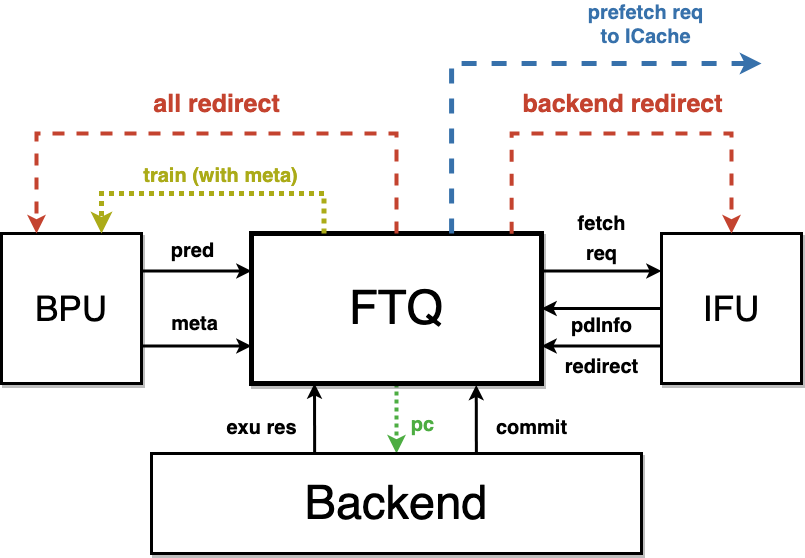 prefetch req
to ICache
all redirect
backend redirect
train (with meta)
fetch
req
pred
BPU
FTQ
IFU
meta
pdInfo
redirect
exu res
pc
commit
Backend